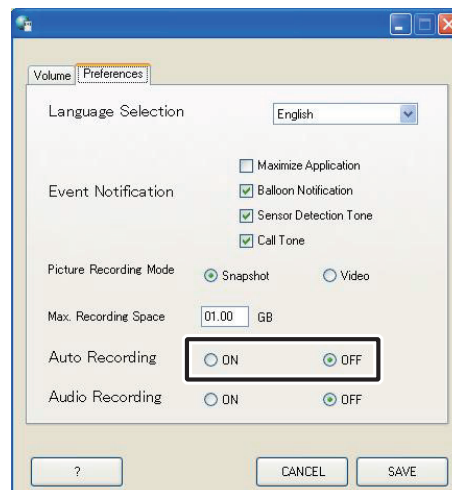 Volume Preferences
Language Selection English
Maximize Application
Event Notification Balloon Notification
Sensor Detection Tone
Call Tone
Picture Recording Mode Snapshot Video
Max. Recording Space 01.00 GB
Auto Recording ON OFF
Audio Recording ON OFF
? CANCEL SAVE